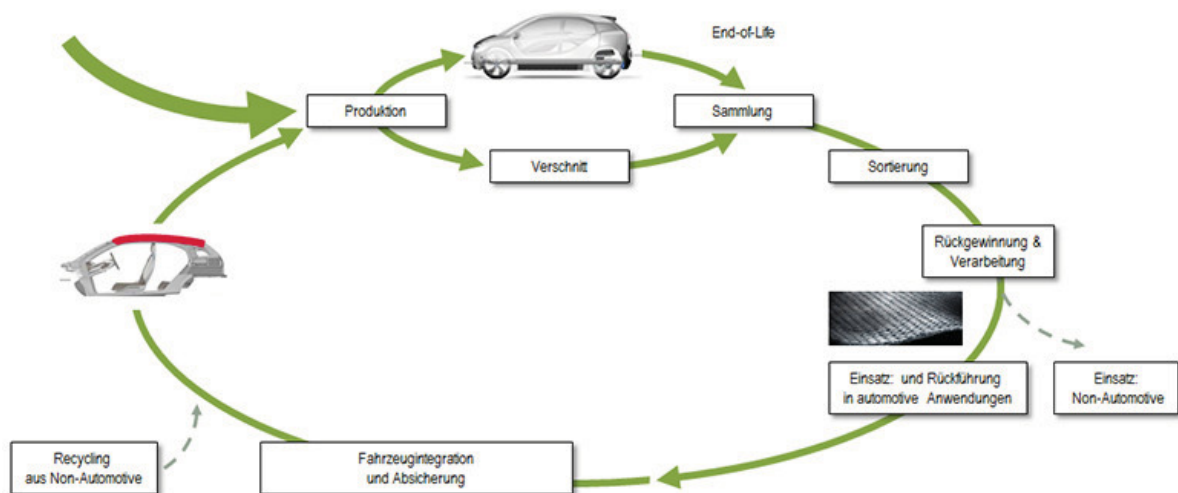 End-of-Life
Produktion
Sammlung
Verschnitt
Sortierung
Rückgewinnung &
Verarbeitung
Einsatz: und Rückführung
in automotive Anwendungen
Einsatz:
Non-Automotive
Recycling
aus Non-Automotive
Fahrzeugintegration
und Absicherung